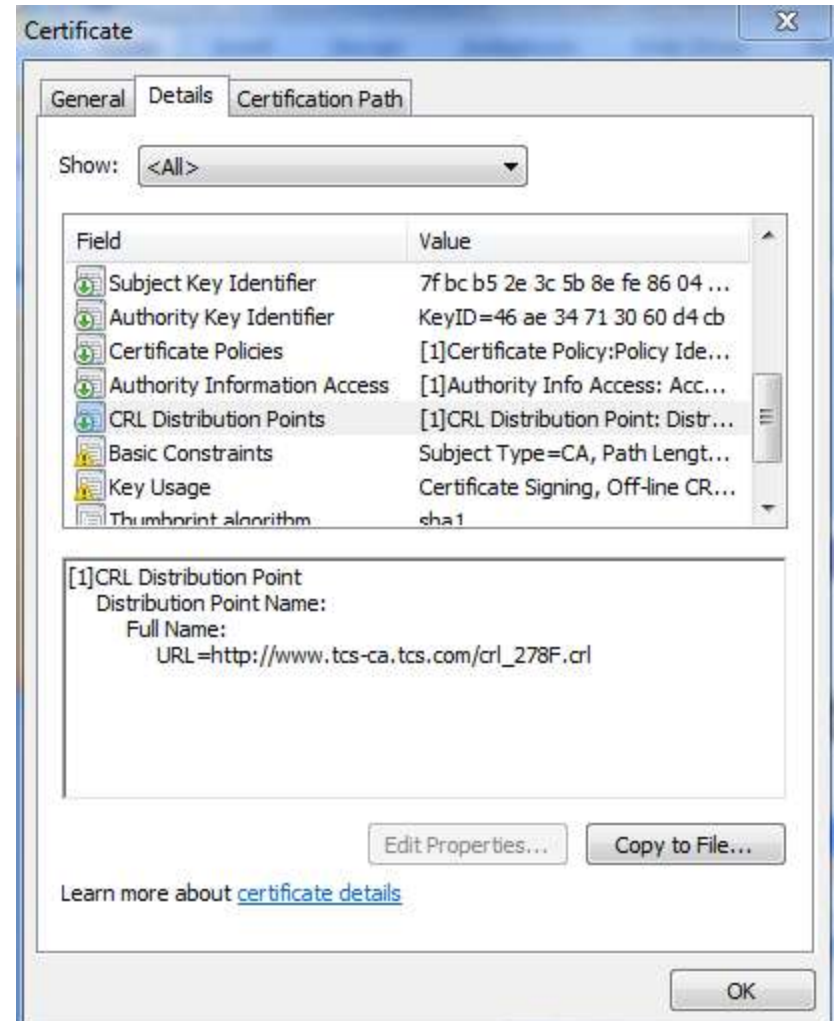 Certificate
General Details Certification Path
Show: <All>
Field Value
Subject Key Identifier 7f bc b5 2e 3c 5b 8e fe 86 04 ...
Authority Key Identifier KeyID=46 ae 34 71 30 60 d4 cb
Certificate Policies [1]Certificate Policy:Policy Ide...
Authority Information Access [1]Authority Info Access: Acc...
CRL Distribution Points [1]CRL Distribution Point: Distr...
Basic Constraints Subject Type=CA, Path Lengt...
Key Usage Certificate Signing, Off-line CR...
Thumbprint algorithm sha1
[1]CRL Distribution Point
Distribution Point Name:
Full Name:
URL=http://www.tcs-ca.tcs.com/crl_278F.crl
Edit Properties... Copy to File...
Learn more about certificate details
OK